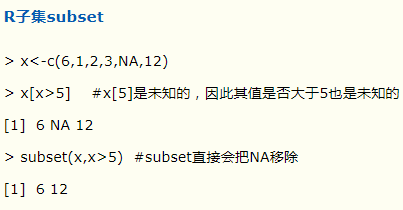 R子集subset
> x<-c(6,1,2,3,NA,12)
> x[x>5]    #x[5]是未知的，因此其值是否大于5也是未知的
[1]  6 NA 12
> subset(x,x>5)  #subset直接会把NA移除
[1]  6 12